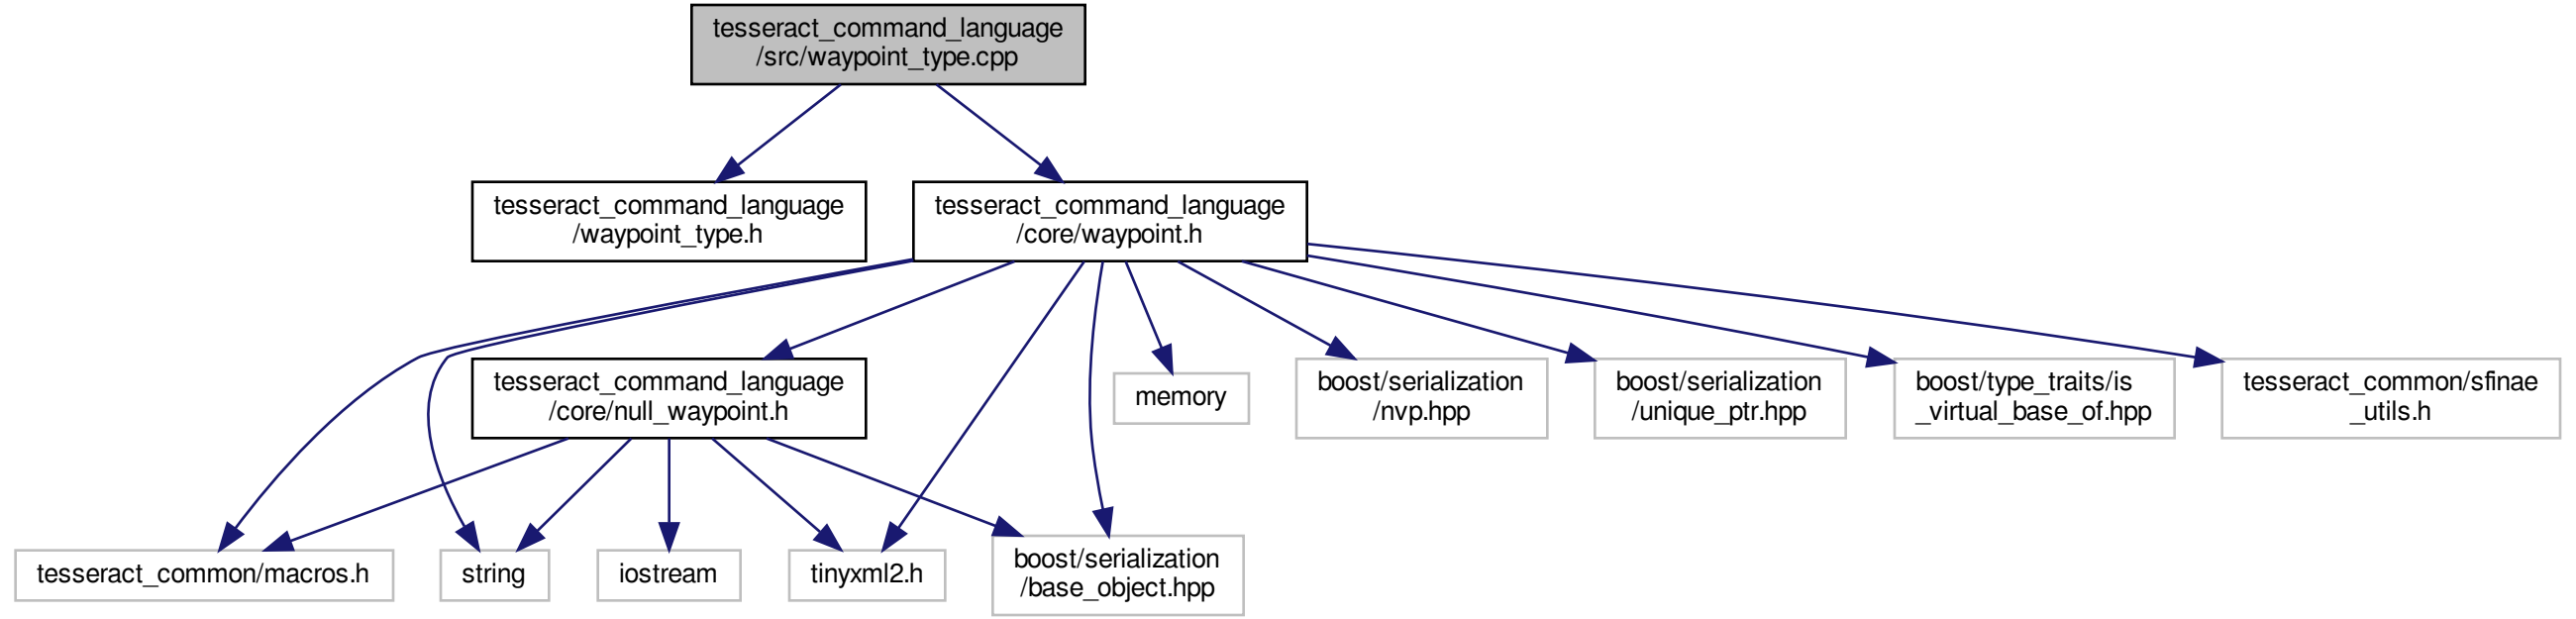 tesseract_command_language
/src/waypoint_type.cpp
tesseract_command_language
/waypoint_type.h
tesseract_command_language
/core/waypoint.h
tesseract_command_language
/core/null_waypoint.h
memory
boost/serialization
/nvp.hpp
boost/serialization
/unique_ptr.hpp
boost/type_traits/is
_virtual_base_of.hpp
tesseract_common/sfinae
_utils.h
tesseract_common/macros.h
string
iostream
tinyxml2.h
boost/serialization
/base_object.hpp